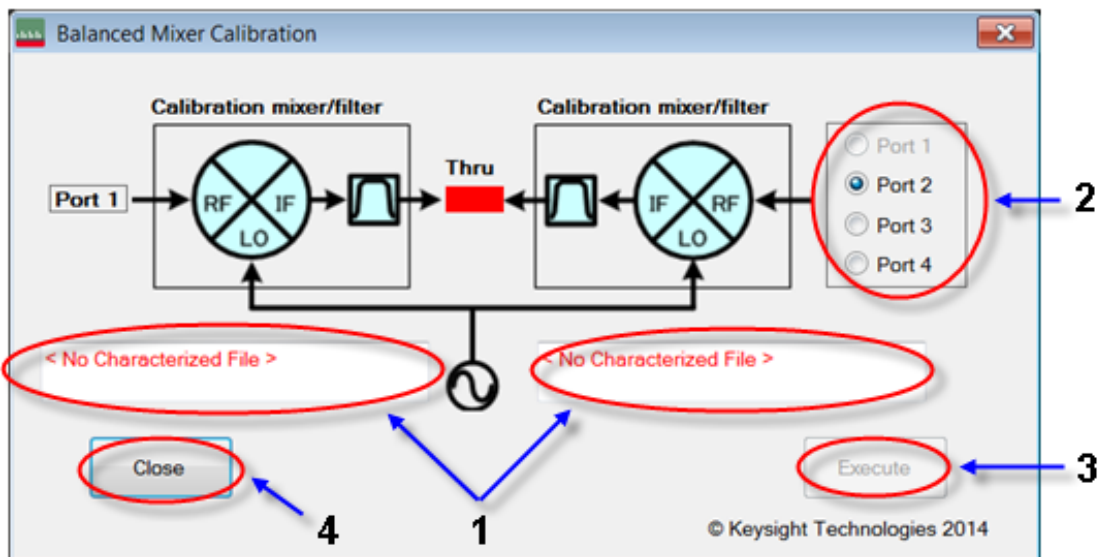 Balanced Mixer Calibration
Calibration mixer/filter
Calibration mixer/filter
Port 1
RF
IF
LO
Thru
IF
RF
LO
Port 1
Port 2
Port 3
Port 4
2
< No Characterized File >
< No Characterized File >
Close
Execute
3
4
1
© Keysight Technologies 2014